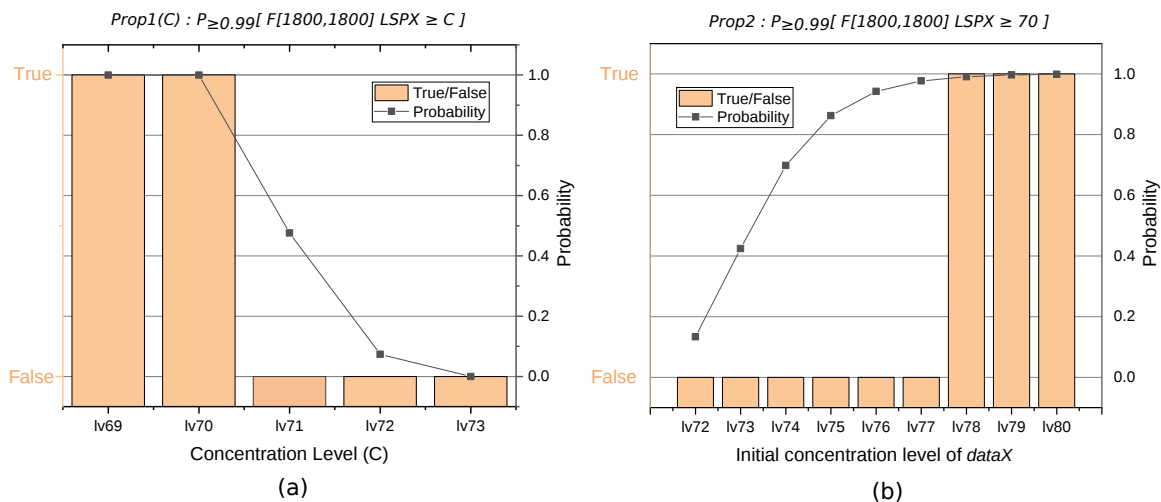 Prop1(C) : P≥0.99[ F[1800,1800] LSPX ≥ C ]
True
False
True/False
Probability
1.0
0.8
0.6
0.4
0.2
0.0
Probability
lv69 lv70 lv71 lv72 lv73
Concentration Level (C)
(a)
Prop2 : P≥0.99[ F[1800,1800] LSPX ≥ 70 ]
True
False
True/False
Probability
1.0
0.8
0.6
0.4
0.2
0.0
Probability
lv72 lv73 lv74 lv75 lv76 lv77 lv78 lv79 lv80
Initial concentration level of dataX
(b)